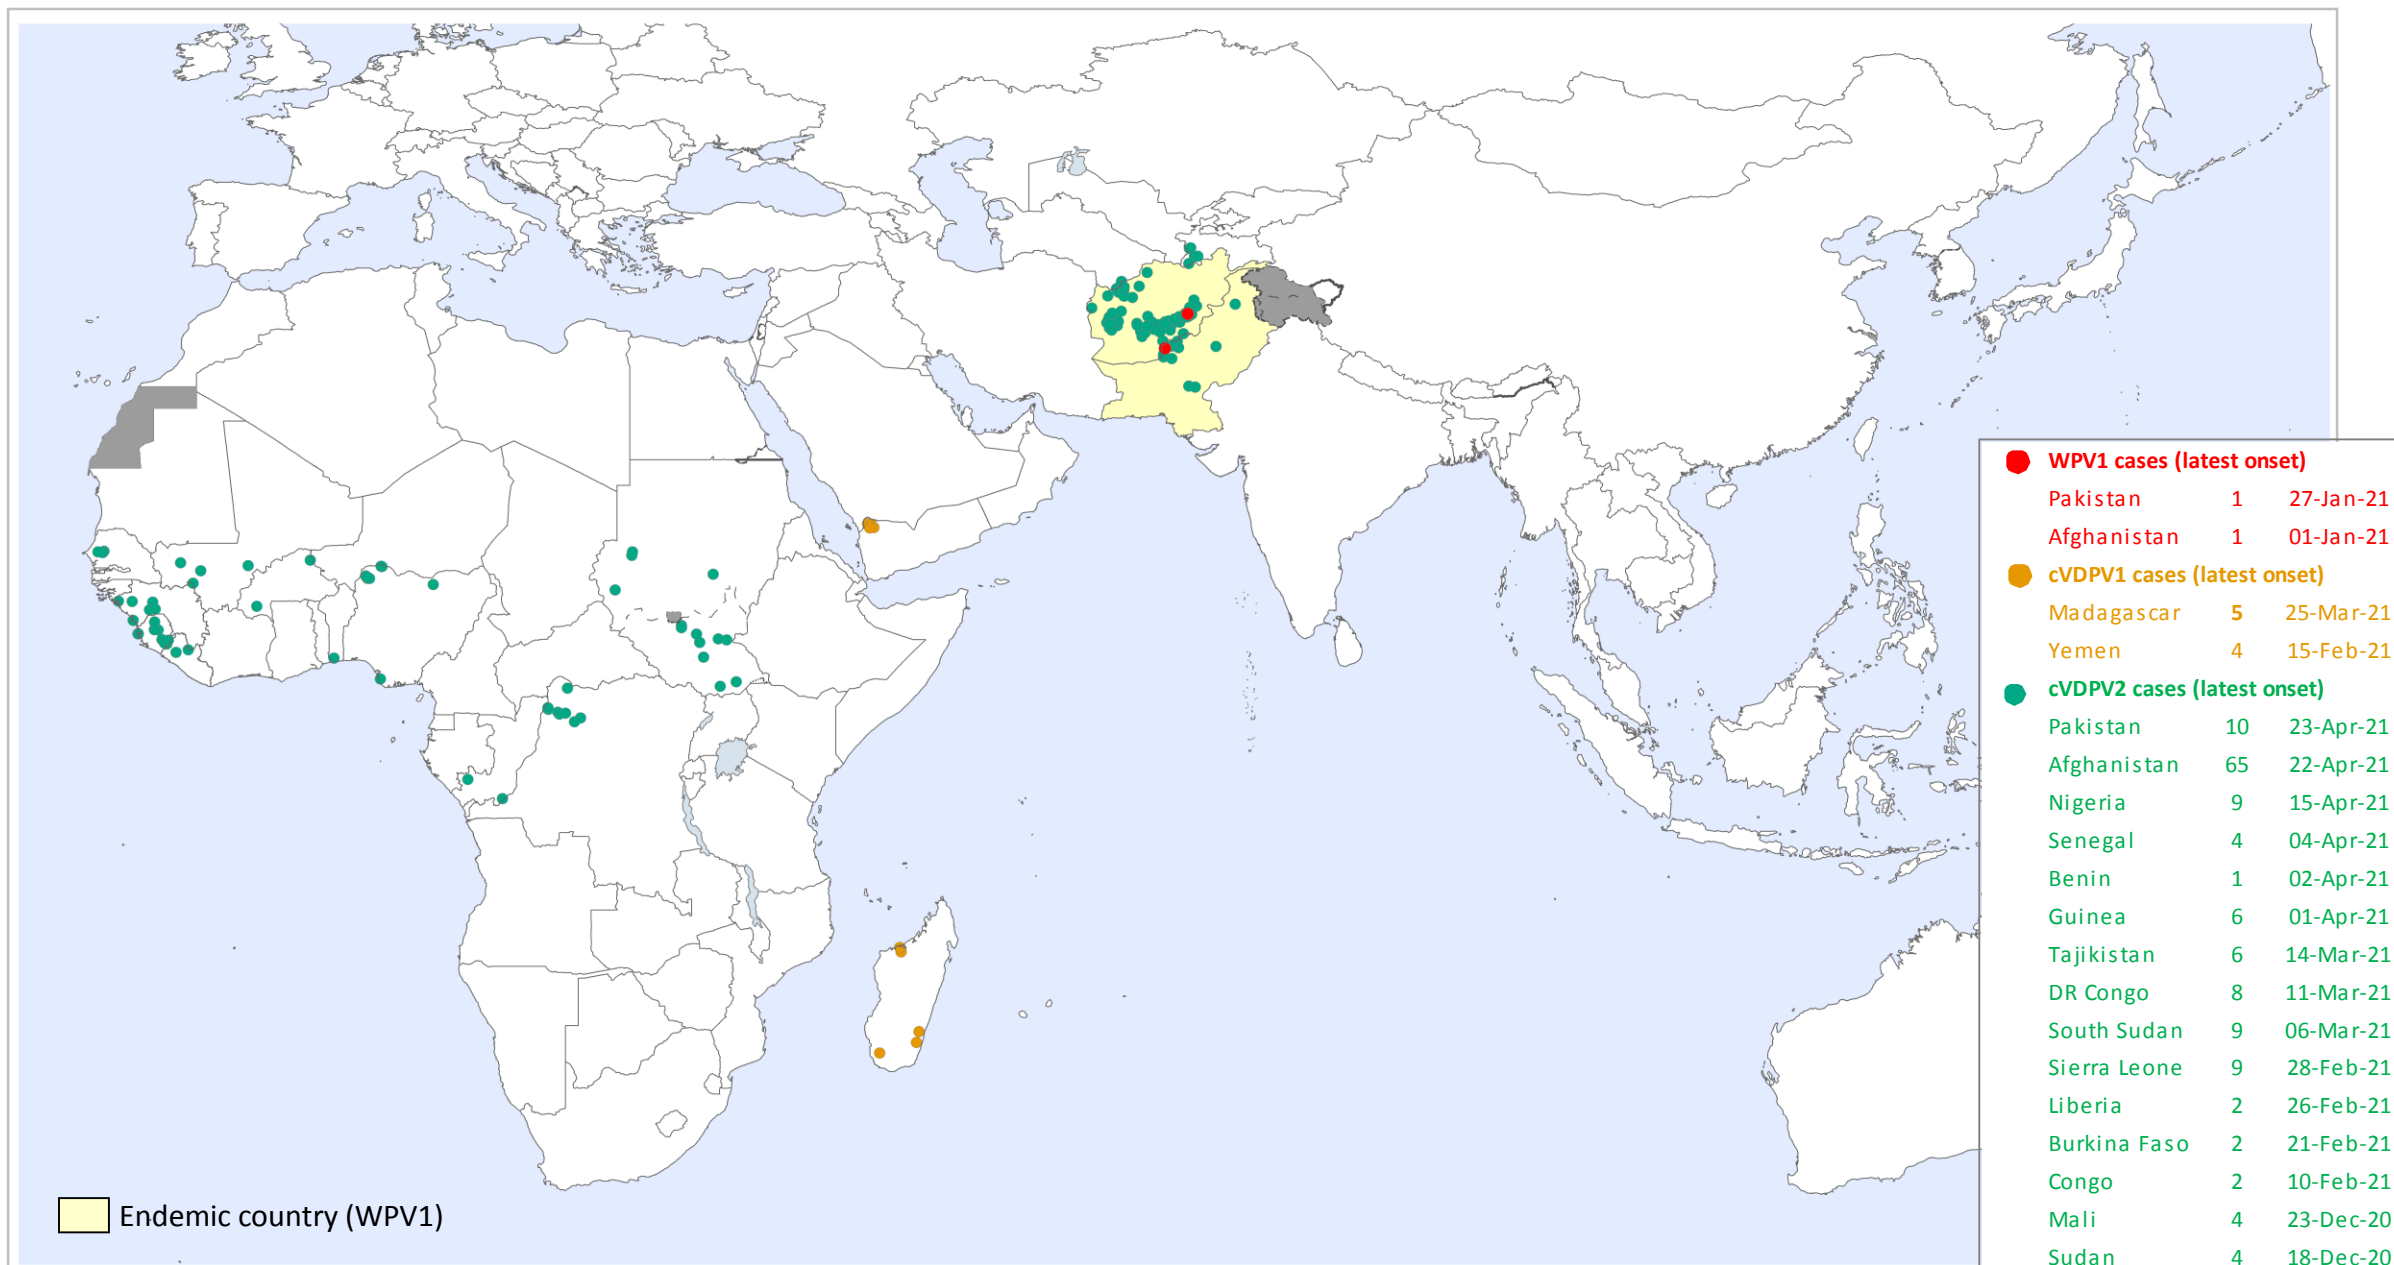 WPV1 cases (latest onset)
Pakistan 1 27-Jan-21
Afghanistan 1 01-Jan-21
cVDPV1 cases (latest onset)
Madagascar 5 25-Mar-21
Yemen 4 15-Feb-21
cVDPV2 cases (latest onset)
Pakistan 10 23-Apr-21
Afghanistan 65 22-Apr-21
Nigeria 9 15-Apr-21
Senegal 4 04-Apr-21
Benin 1 02-Apr-21
Guinea 6 01-Apr-21
Tajikistan 6 14-Mar-21
DR Congo 8 11-Mar-21
South Sudan 9 06-Mar-21
Sierra Leone 9 28-Feb-21
Liberia 2 26-Feb-21
Burkina Faso 2 21-Feb-21
Congo 2 10-Feb-21
Mali 4 23-Dec-20
Sudan 4 18-Dec-20
Endemic country (WPV1)